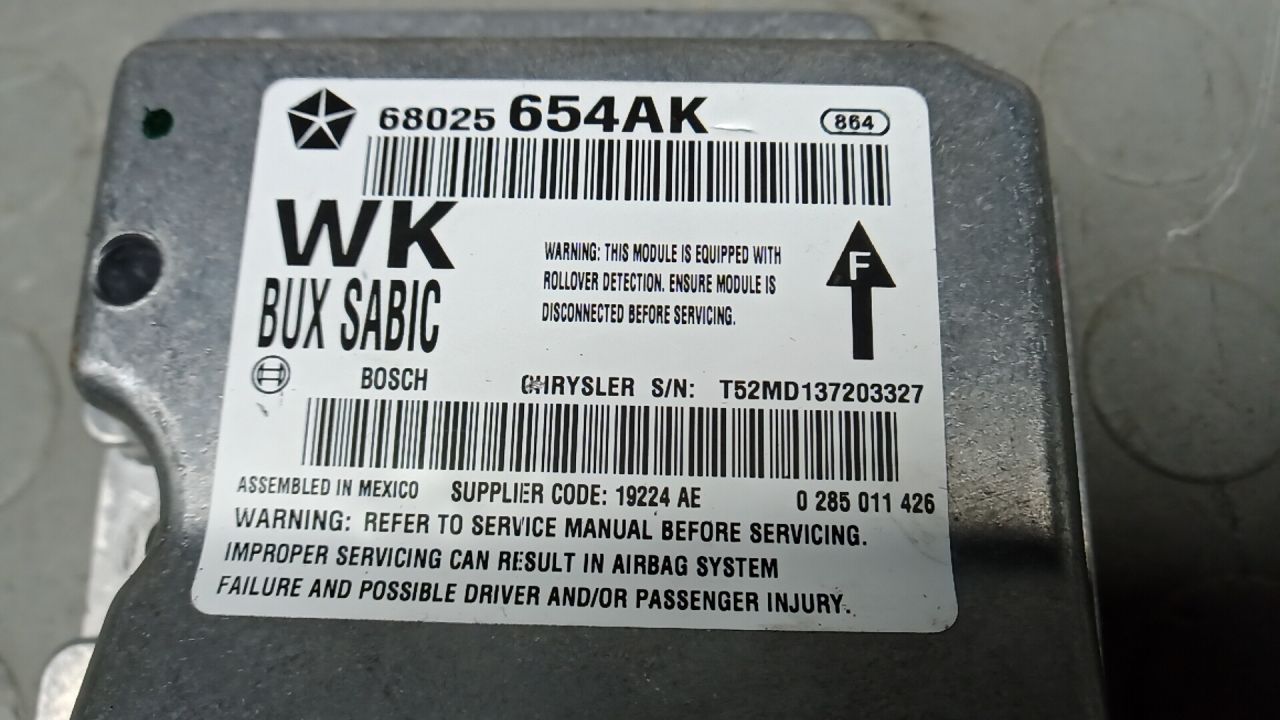 68025 654AK 864
WK
BUX SABIC
WARNING: THIS MODULE IS EQUIPPED WITH
ROLLOVER DETECTION. ENSURE MODULE IS
DISCONNECTED BEFORE SERVICING.
F
BOSCH CHRYSLER S/N: T52MD137203327
ASSEMBLED IN MEXICO SUPPLIER CODE: 19224 AE 0 285 011 426
WARNING: REFER TO SERVICE MANUAL BEFORE SERVICING.
IMPROPER SERVICING CAN RESULT IN AIRBAG SYSTEM
FAILURE AND POSSIBLE DRIVER AND/OR PASSENGER INJURY.